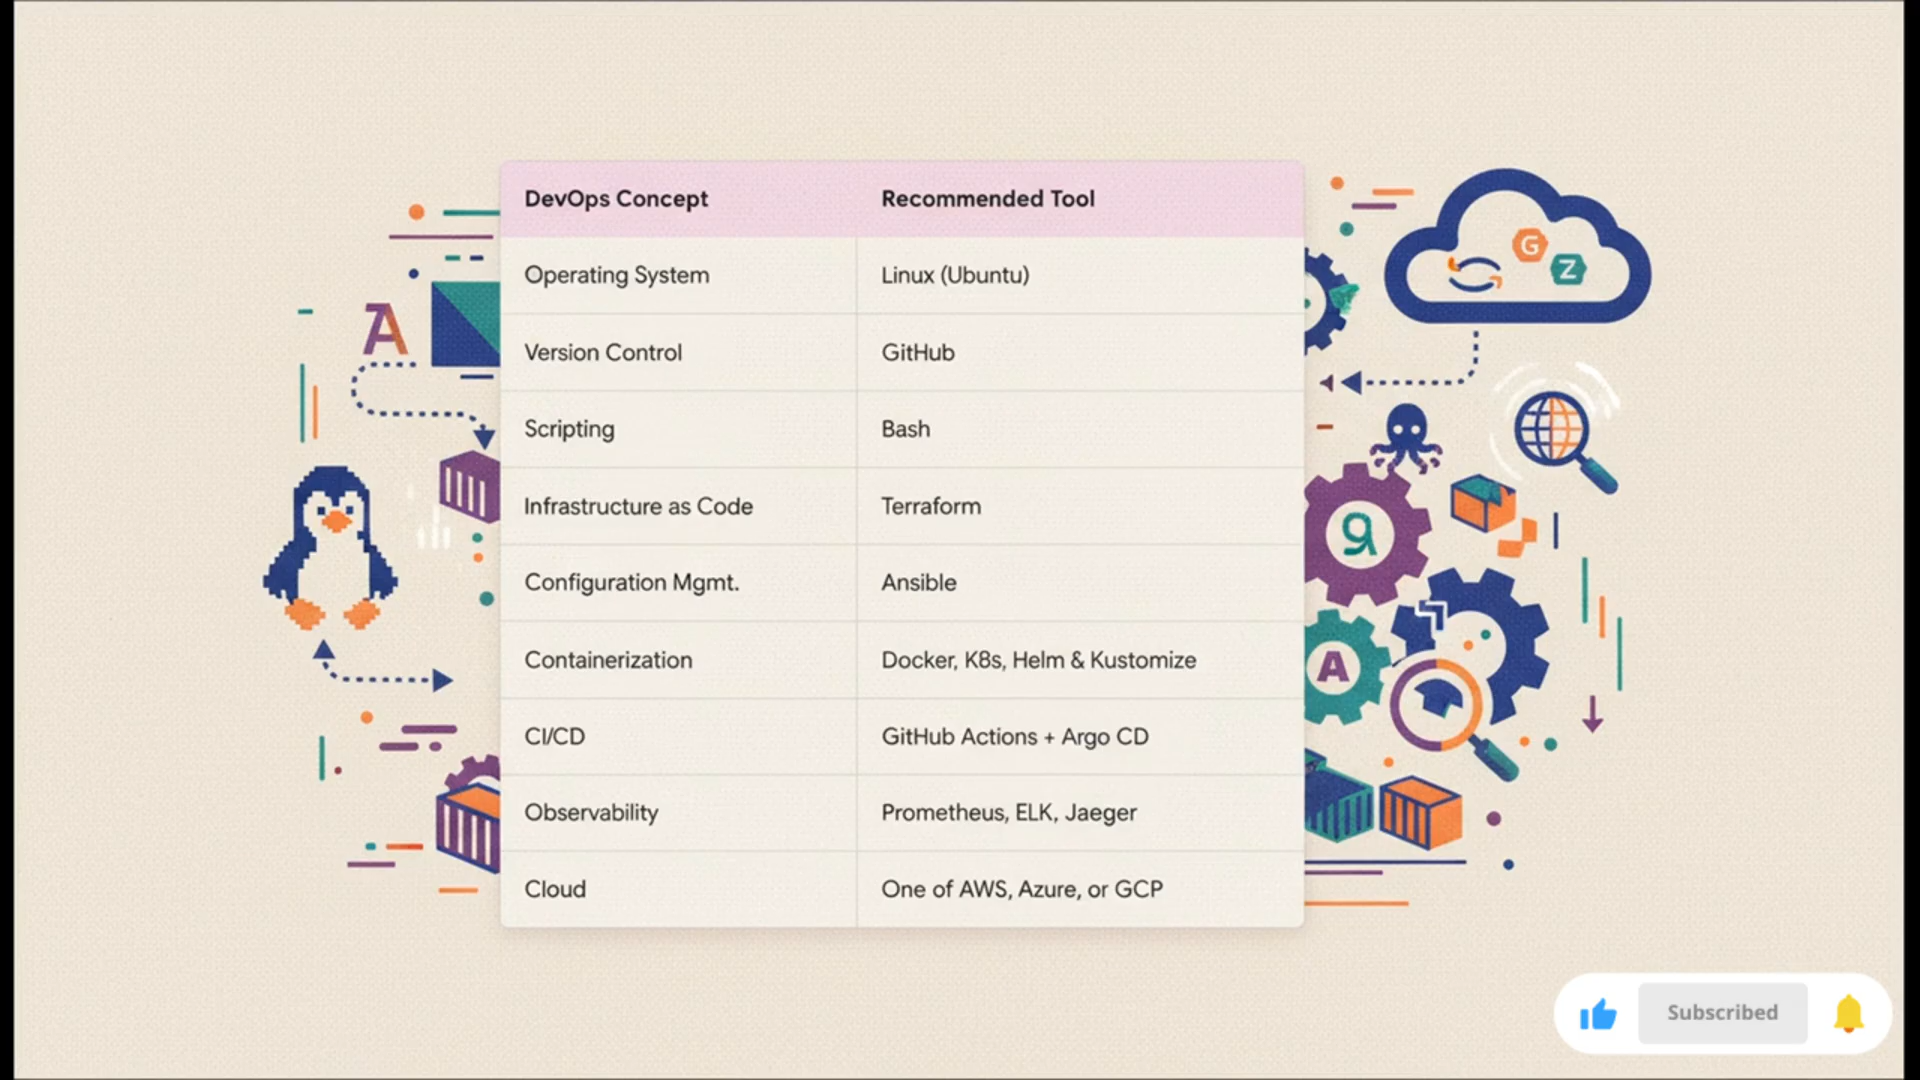 DevOps Concept Recommended Tool
Operating System Linux (Ubuntu)
Version Control GitHub
Scripting Bash
Infrastructure as Code Terraform
Configuration Mgmt. Ansible
Containerization Docker, K8s, Helm & Kustomize
CI/CD GitHub Actions + Argo CD
Observability Prometheus, ELK, Jaeger
Cloud One of AWS, Azure, or GCP
A
G
Z
A
Subscribed